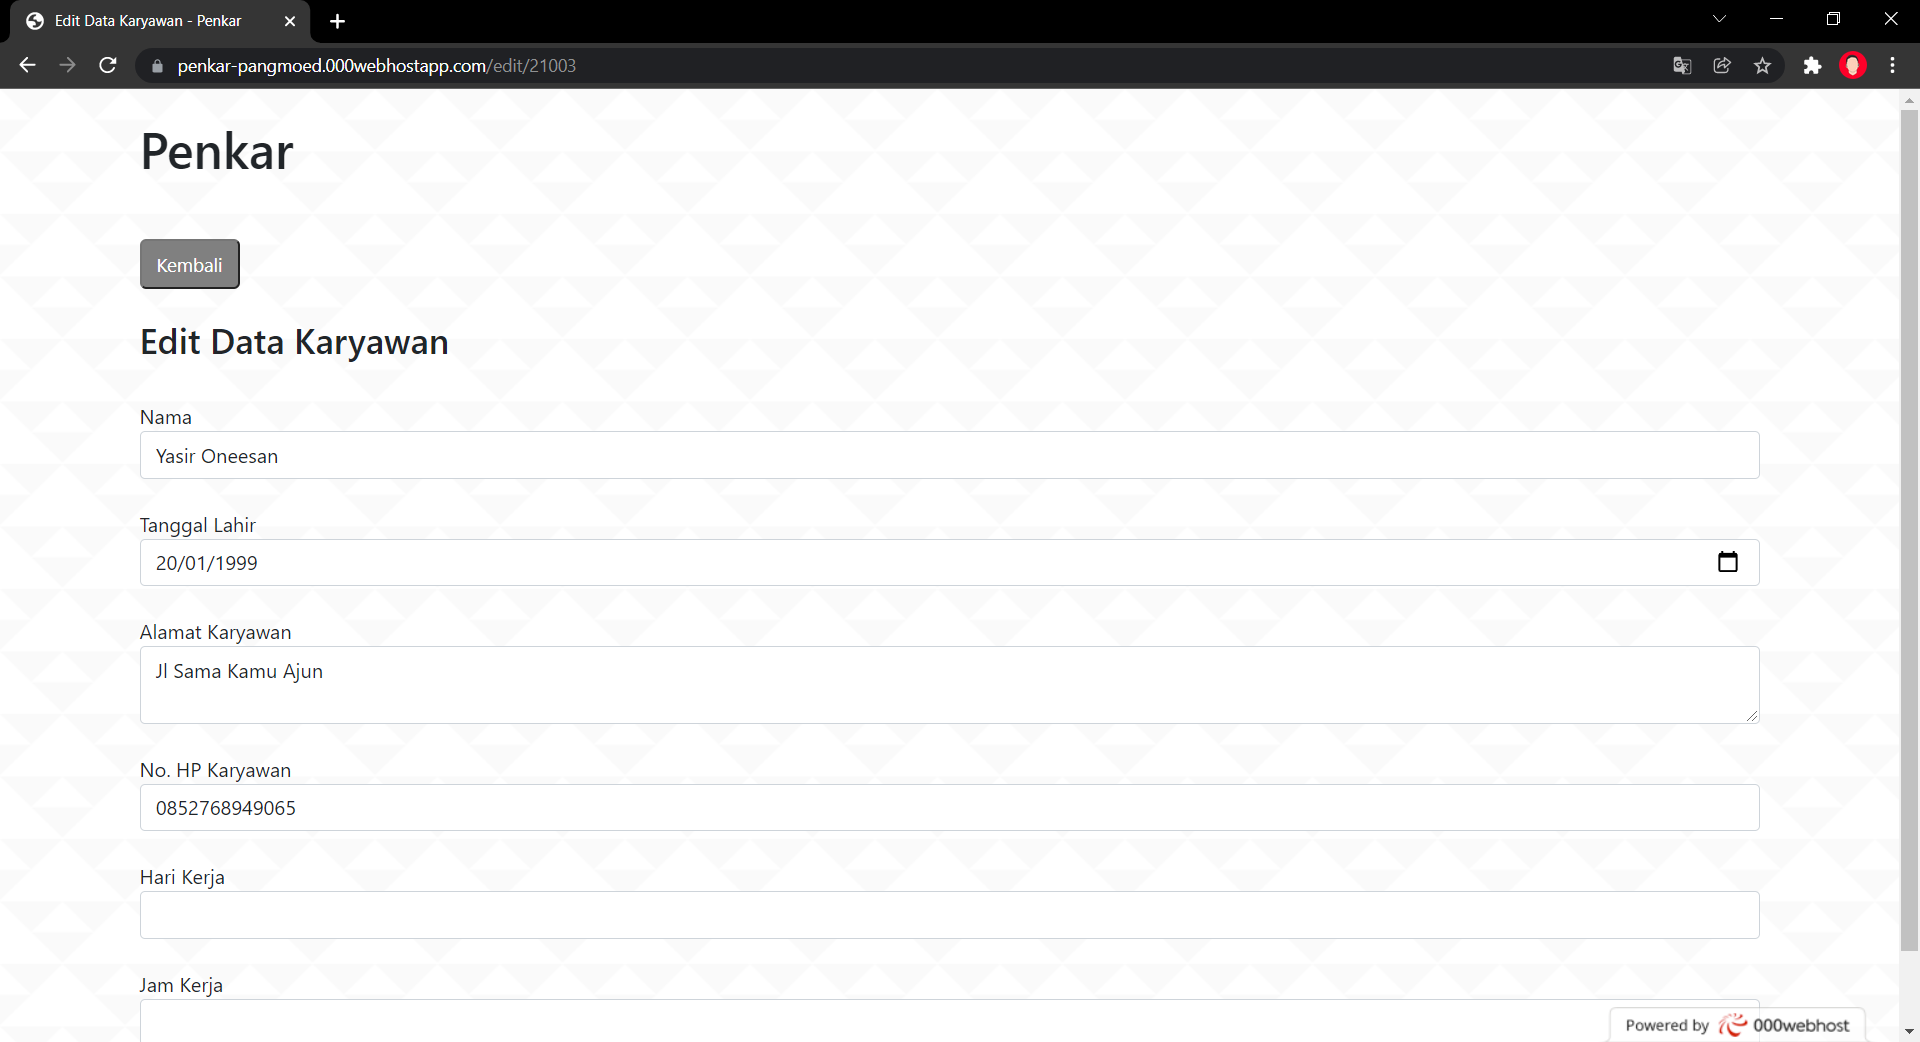 Edit Data Karyawan - Penkar
penkar-pangmoed.000webhostapp.com/edit/21003
Penkar
Kembali
Edit Data Karyawan
Nama
Yasir Oneesan
Tanggal Lahir
20/01/1999
Alamat Karyawan
Jl Sama Kamu Ajun
No. HP Karyawan
0852768949065
Hari Kerja
Jam Kerja
Powered by 000webhost